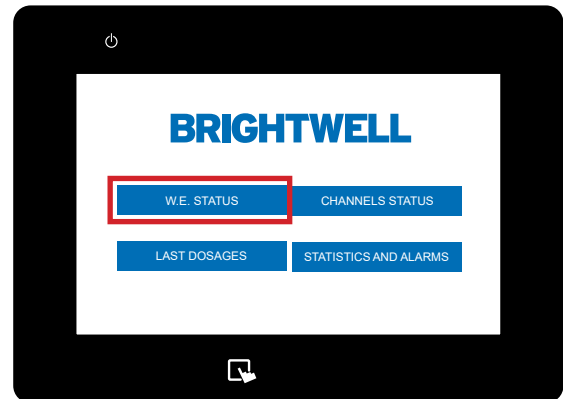 BRIGHTWELL
W.E. STATUS
CHANNELS STATUS
LAST DOSAGES
STATISTICS AND ALARMS